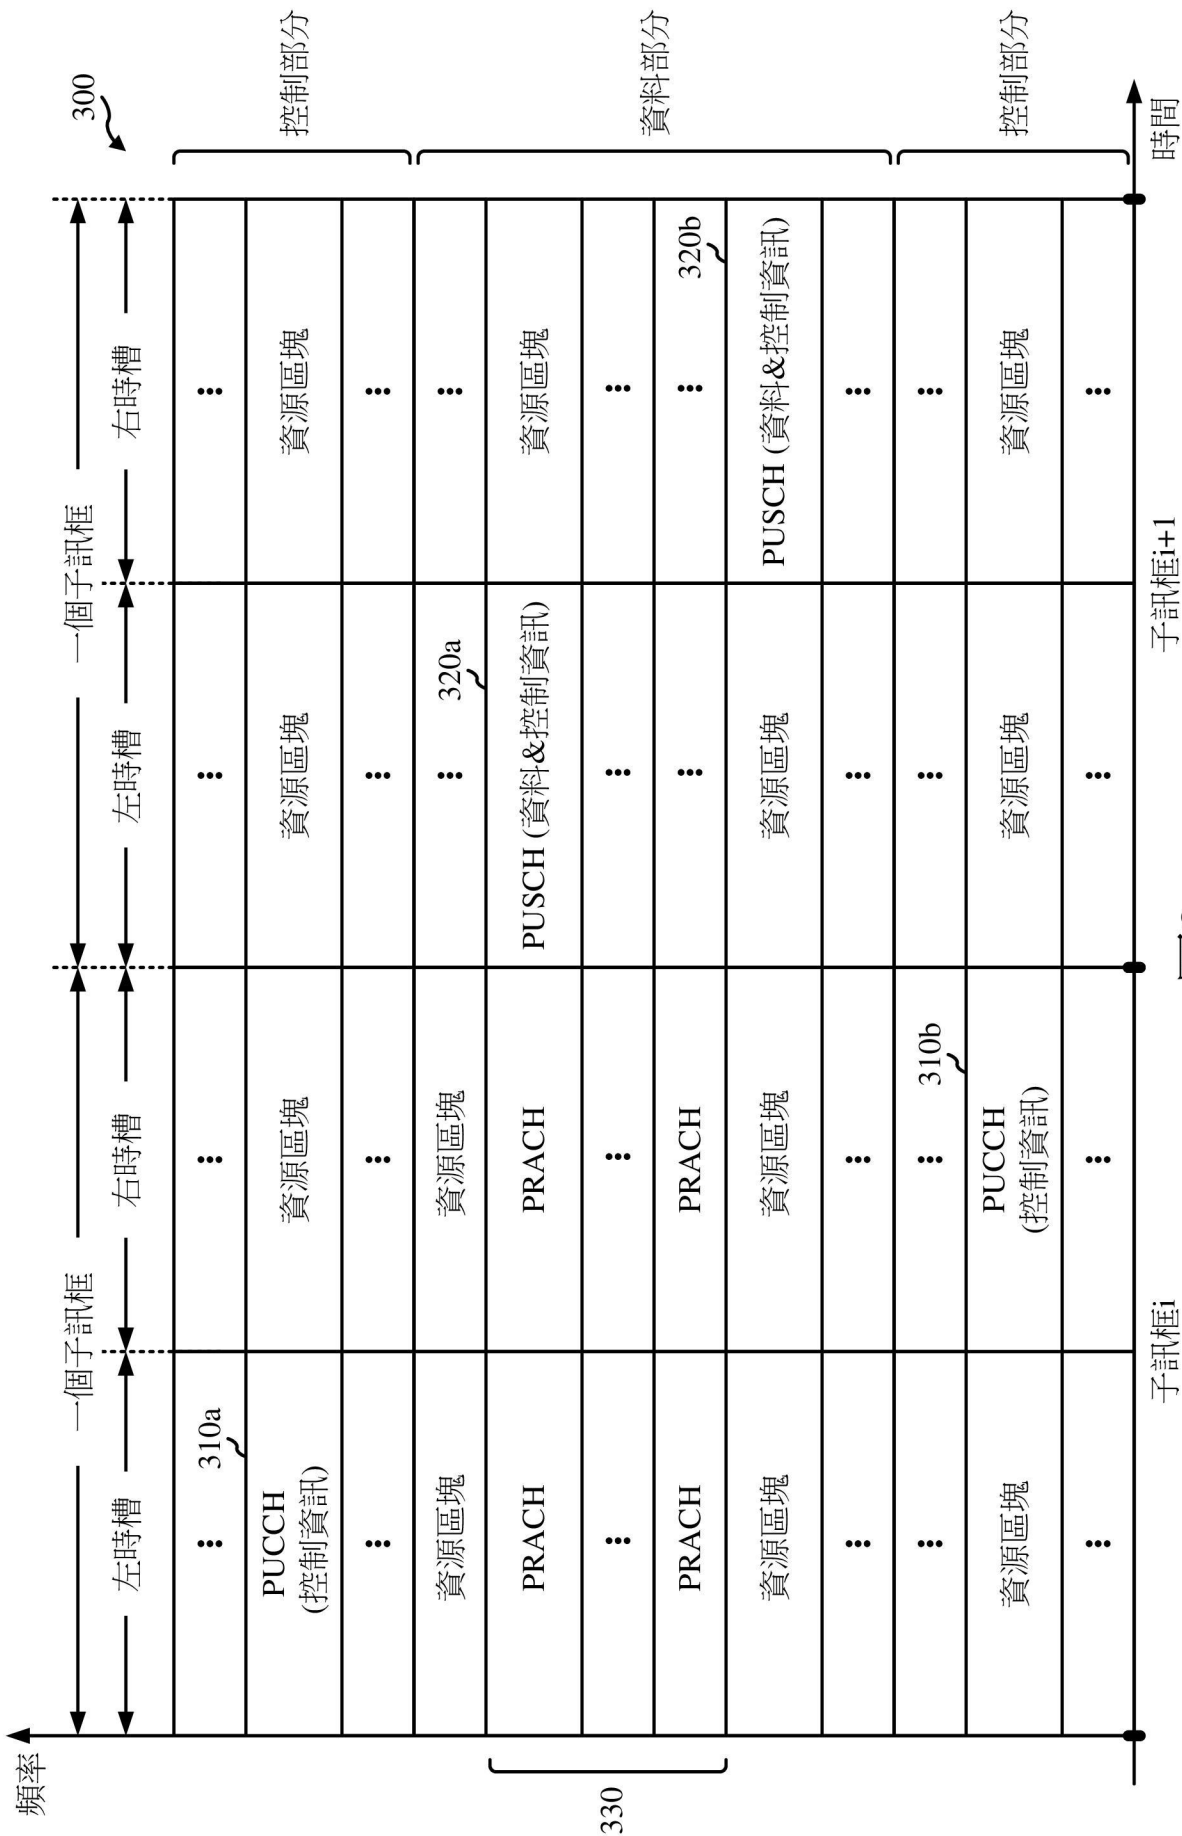 300
頻率
一個子訊框
一個子訊框
左時槽
右時槽
左時槽
右時槽
310a
PUCCH
(控制資訊)
資源區塊
資源區塊
資源區塊
控制部分
320a
資源區塊
資源區塊
PRACH
PRACH
PUSCH (資料&控制資訊)
資源區塊
資料部分
330
320b
PRACH
PRACH
資源區塊
資源區塊
資源區塊
PUSCH (資料&控制資訊)
310b
資源區塊
PUCCH
(控制資訊)
資源區塊
資源區塊
控制部分
時間
子訊框i
子訊框i+1